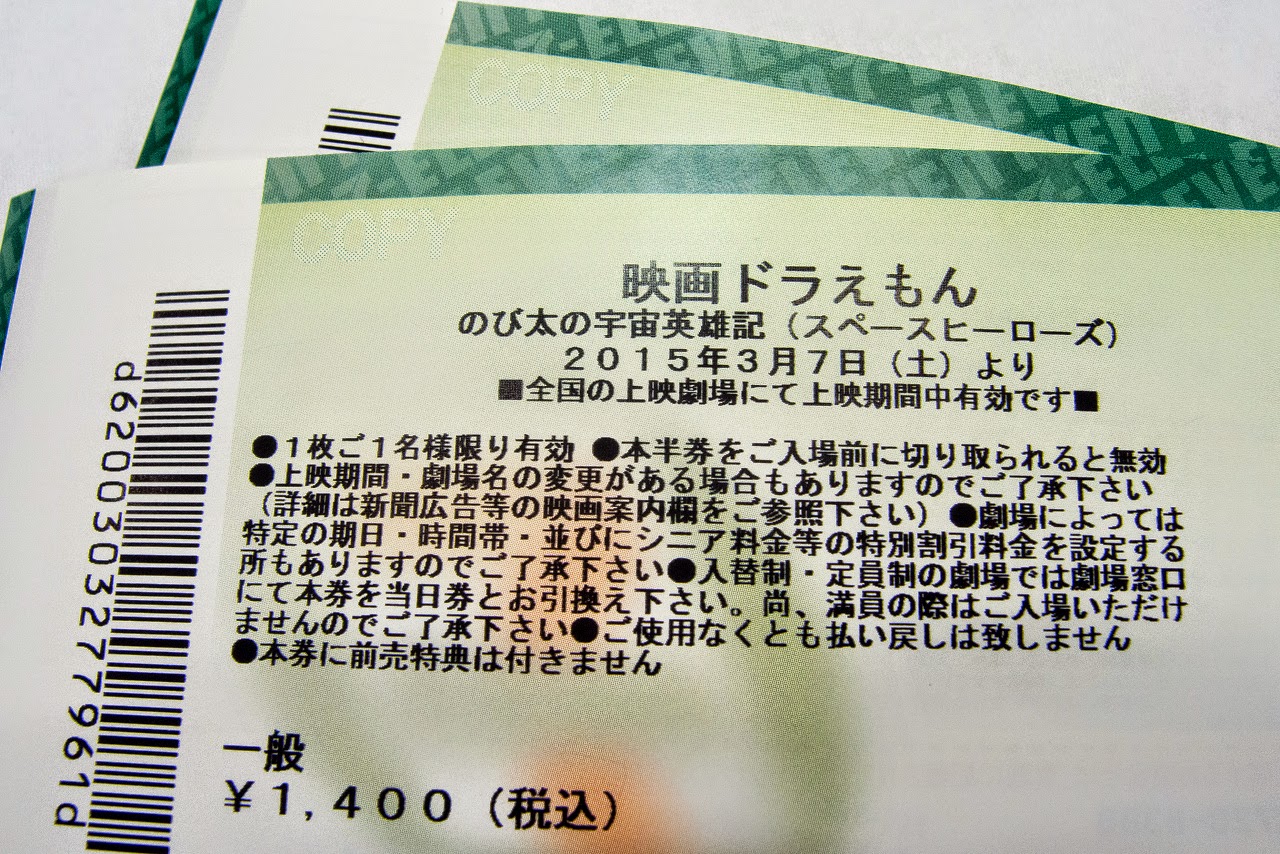 COPY
COPY
映画ドラえもん
のび太の宇宙英雄記(スペースヒーローズ)
2015年3月7日(土)より
■全国の上映劇場にて上映期間中有効です■
●1枚ご1名様限り有効 ●本半券をご入場前に切り取られると無効
●上映期間・劇場名の変更がある場合もありますのでご了承下さい
(詳細は新聞広告等の映画案内欄をご参照下さい)●劇場によっては
特定の期日・時間帯・並びにシニア料金等の特別割引料金を設定する
所もありますのでご了承下さい●入替制・定員制の劇場では劇場窓口
にて本券を当日券とお引換え下さい。尚、満員の際はご入場いただけ
ませんのでご了承下さい●ご使用なくとも払い戻しは致しません
●本券に前売特典は付きません
一般
¥1,400(税込)
d6200303277961d